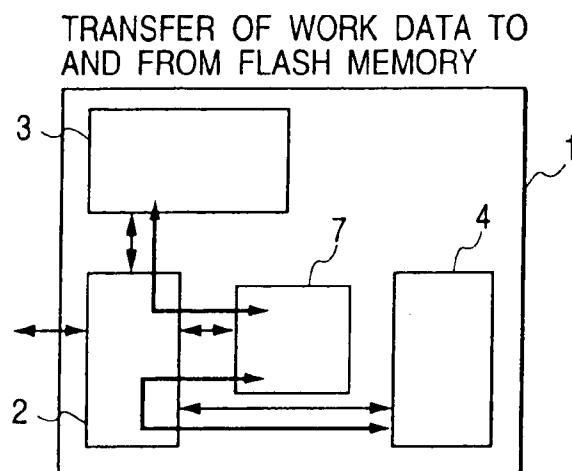 TRANSFER OF WORK DATA TO
AND FROM FLASH MEMORY
3
1
7
4
2